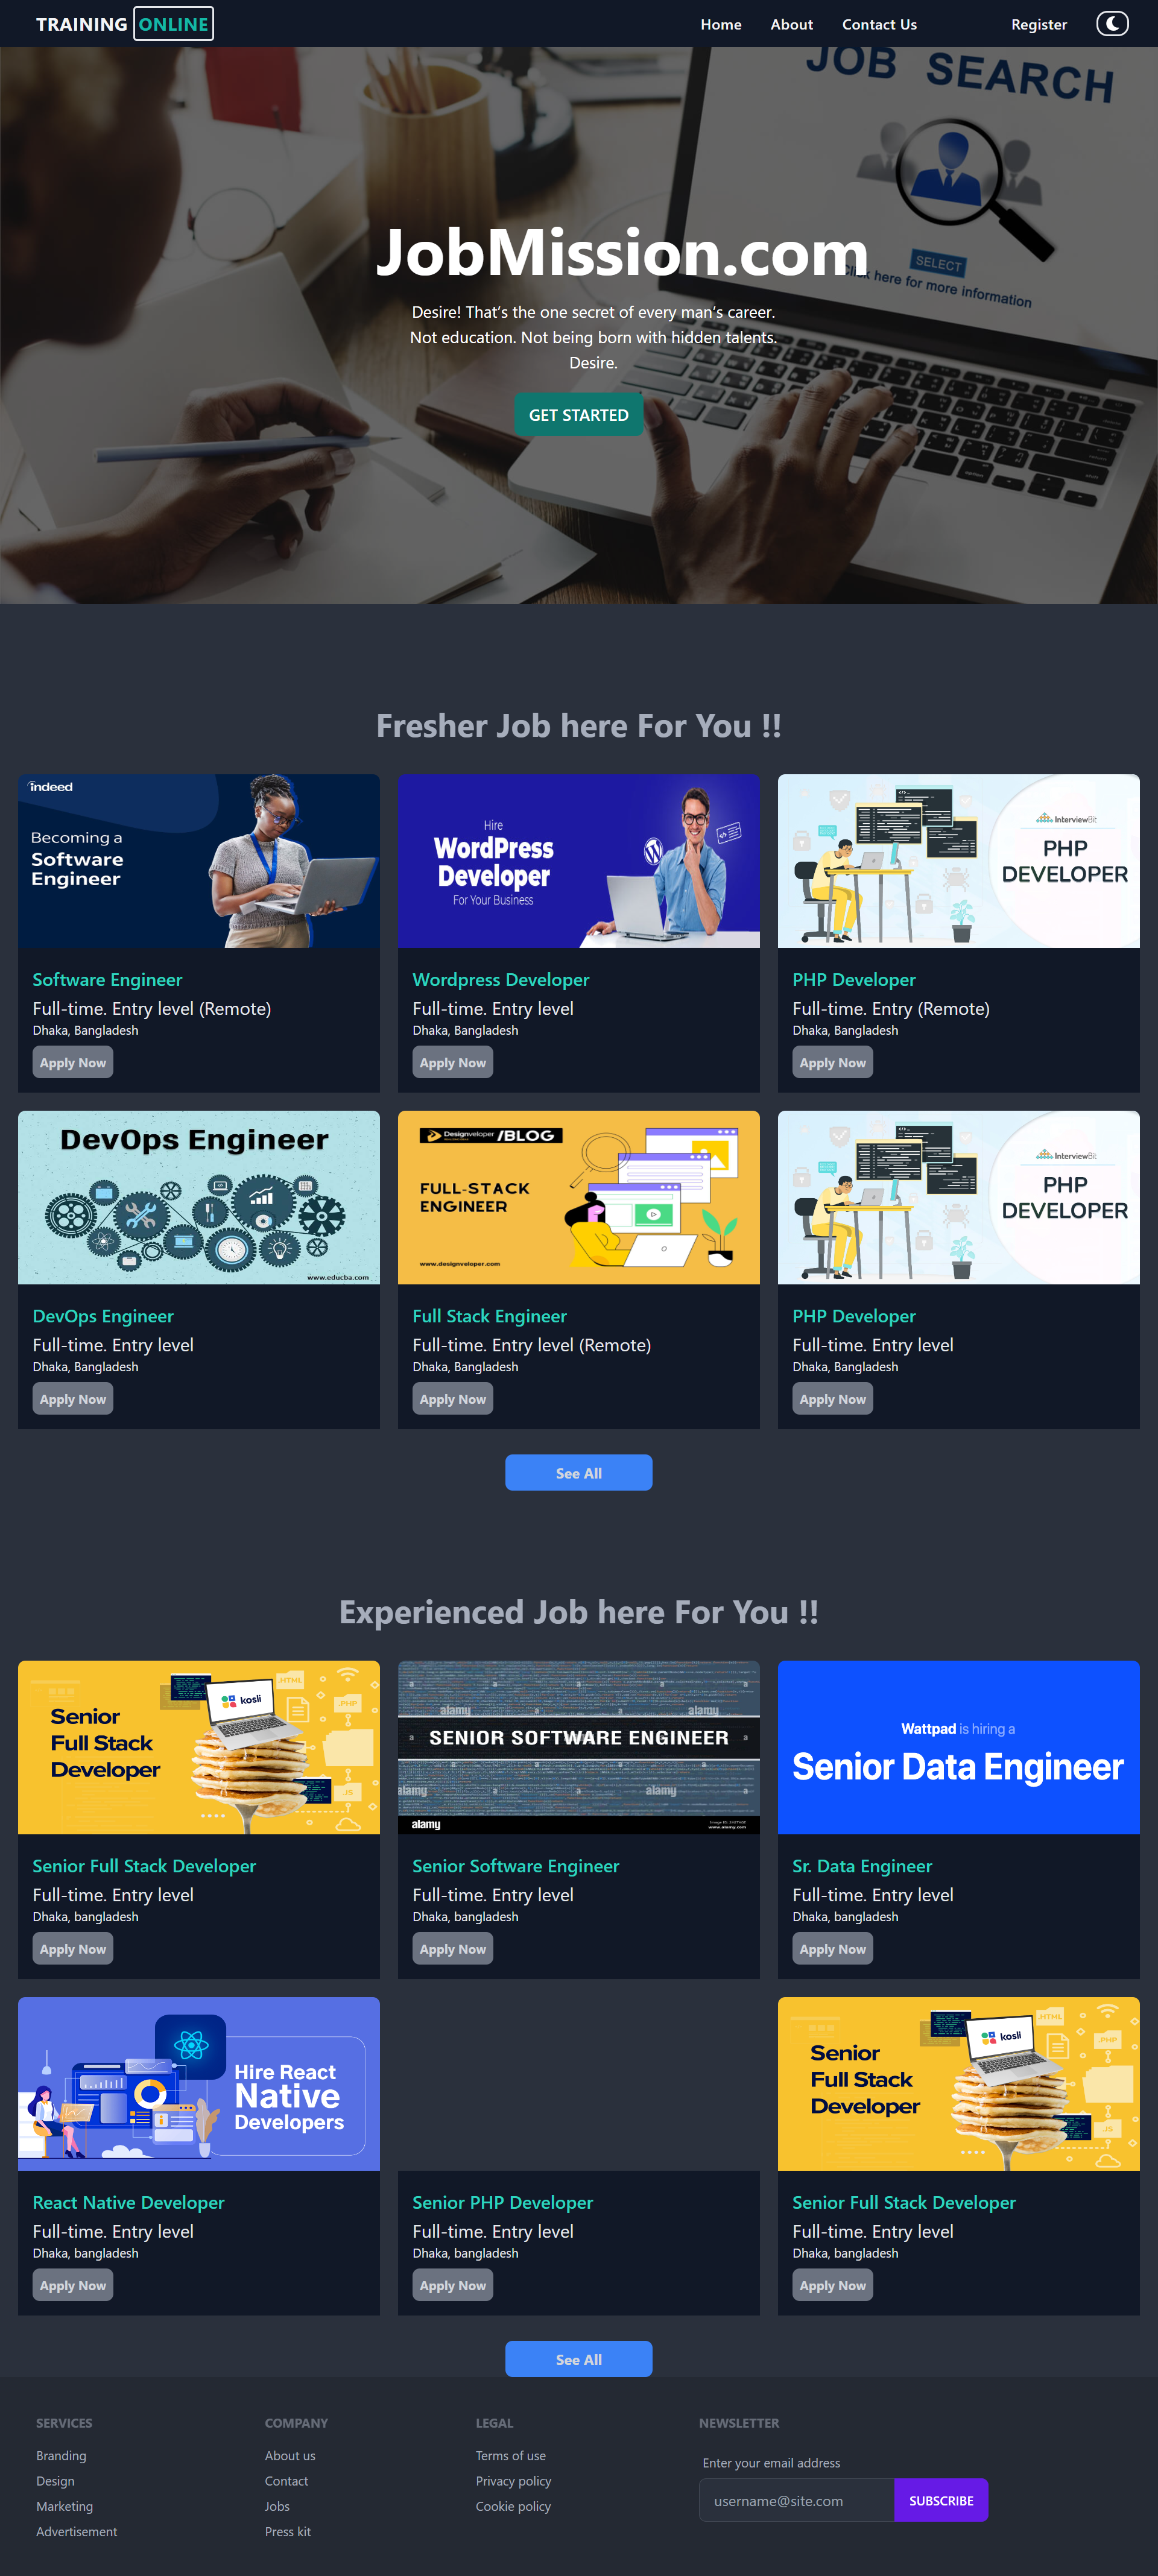 TRAINING ONLINE
Home
About
Contact Us
Register
JOB SEARCH
SELECT
Click here for more information
JobMission.com
Desire! That's the one secret of every man's career.
Not education. Not being born with hidden talents.
Desire.
GET STARTED
Fresher Job here For You !!
indeed
Becoming a
Software
Engineer
Software Engineer
Full-time. Entry level (Remote)
Dhaka, Bangladesh
Apply Now
Hire
WordPress
Developer
For Your Business
Wordpress Developer
Full-time. Entry level
Dhaka, Bangladesh
Apply Now
InterviewBit
PHP
DEVELOPER
PHP Developer
Full-time. Entry (Remote)
Dhaka, Bangladesh
Apply Now
DevOps Engineer
www.educba.com
DevOps Engineer
Full-time. Entry level
Dhaka, Bangladesh
Apply Now
Designveloper /BLOG
FULL-STACK
ENGINEER
www.designveloper.com
Full Stack Engineer
Full-time. Entry level (Remote)
Dhaka, Bangladesh
Apply Now
InterviewBit
PHP
DEVELOPER
PHP Developer
Full-time. Entry level
Dhaka, Bangladesh
Apply Now
See All
Experienced Job here For You !!
Senior
Full Stack
Developer
kosli
HTML
.PHP
.JS
Senior Full Stack Developer
Full-time. Entry level
Dhaka, bangladesh
Apply Now
alamy
SENIOR SOFTWARE ENGINEER
alamy
alamy
alamy
www.alamy.com
Senior Software Engineer
Full-time. Entry level
Dhaka, bangladesh
Apply Now
Wattpad is hiring a
Senior Data Engineer
Sr. Data Engineer
Full-time. Entry level
Dhaka, bangladesh
Apply Now
Hire React
Native
Developers
React Native Developer
Full-time. Entry level
Dhaka, bangladesh
Apply Now
Senior PHP Developer
Full-time. Entry level
Dhaka, bangladesh
Apply Now
Senior
Full Stack
Developer
kosli
HTML
.PHP
.JS
Senior Full Stack Developer
Full-time. Entry level
Dhaka, bangladesh
Apply Now
See All
SERVICES
Branding
Design
Marketing
Advertisement
COMPANY
About us
Contact
Jobs
Press kit
LEGAL
Terms of use
Privacy policy
Cookie policy
NEWSLETTER
Enter your email address
username@site.com
SUBSCRIBE